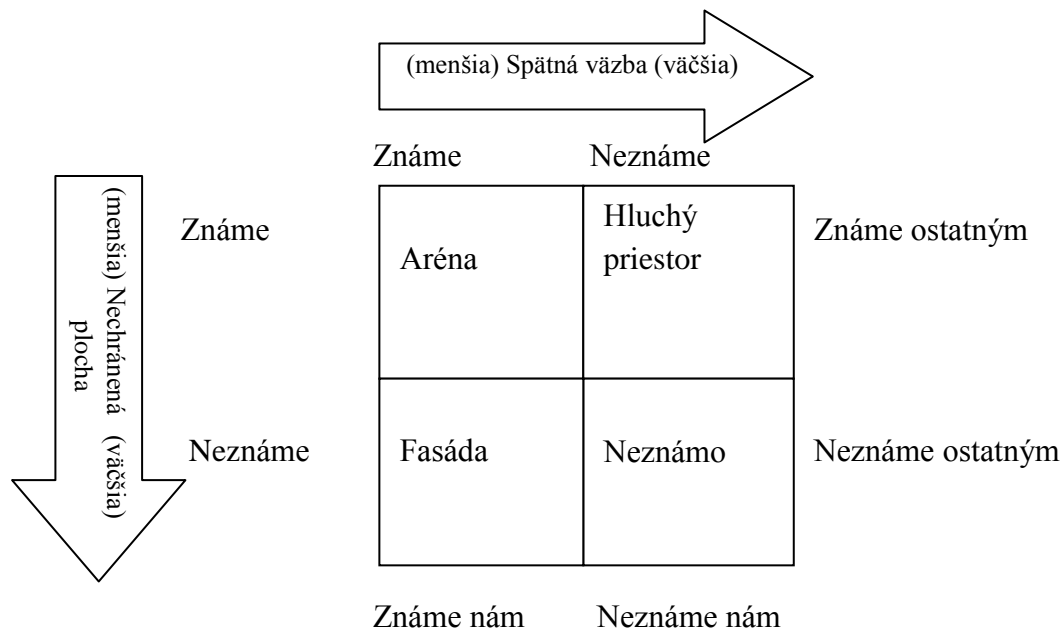 (menšia) Spätná väzba (väčšia)
Známe Neznáme
(menšia) Nechránená (väčšia)
plocha
Známe
Aréna
Hluchý
priestor
Známe ostatným
Neznáme
Fasáda
Neznámo
Neznáme ostatným
Známe nám Neznáme nám